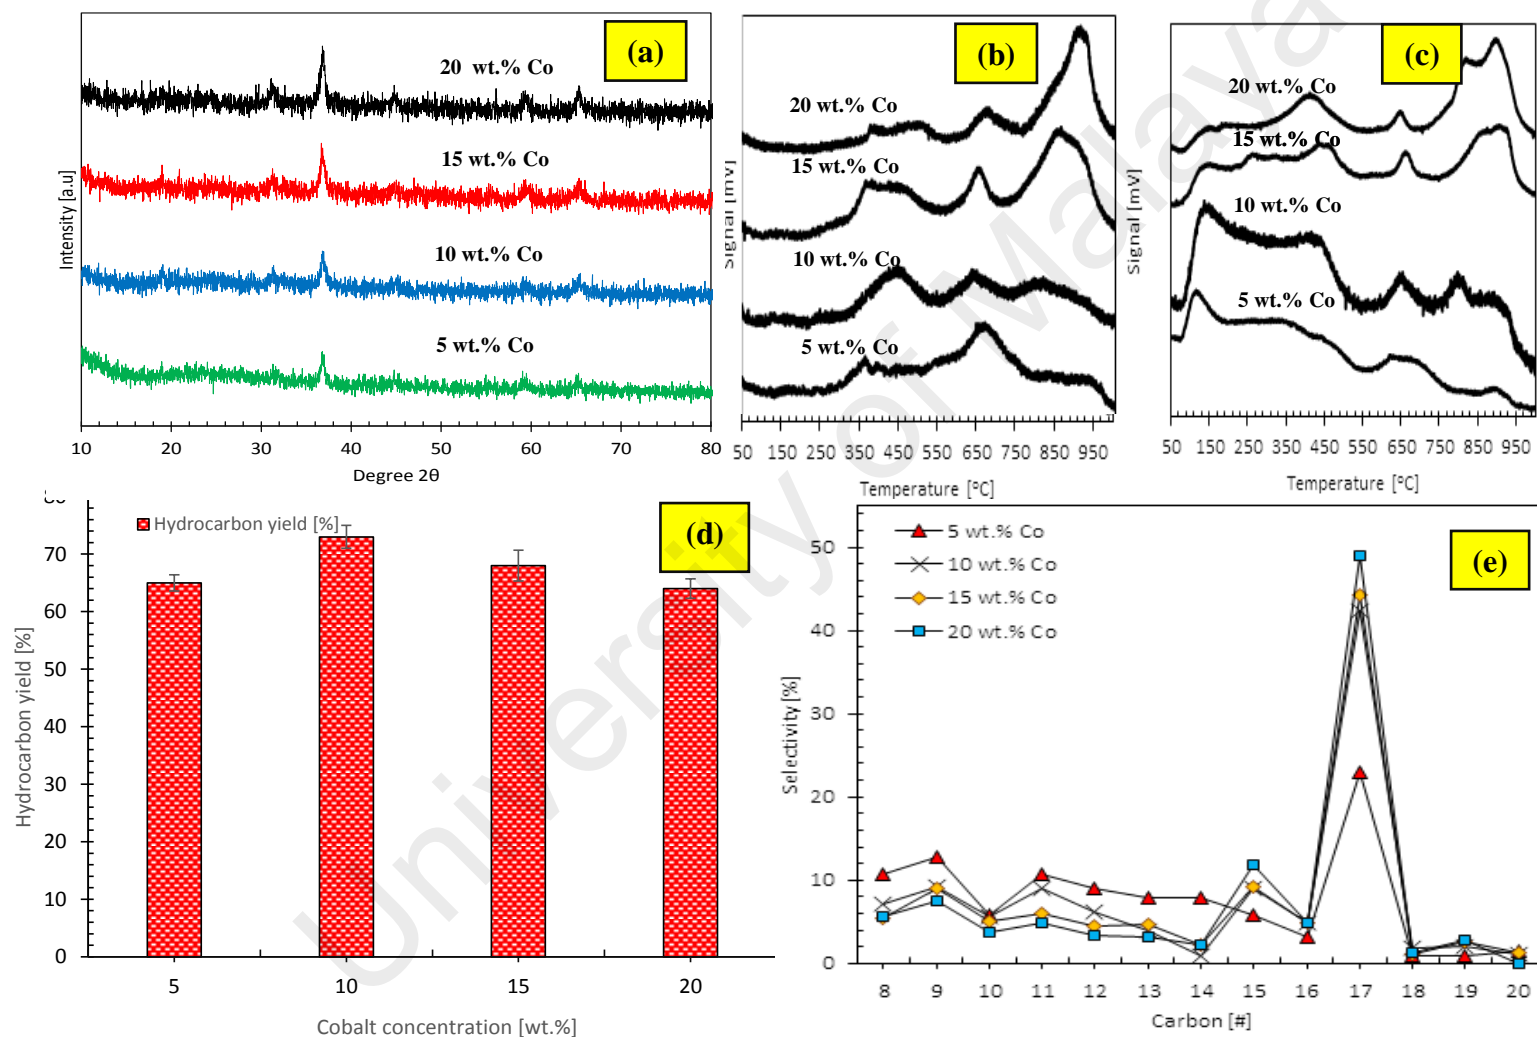 (a)
20 wt.% Co
15 wt.% Co
10 wt.% Co
5 wt.% Co
Intensity [a.u]
10 20 30 40 50 60 70 80
Degree 2θ
(b)
20 wt.% Co
15 wt.% Co
10 wt.% Co
5 wt.% Co
Signal [mV]
50 150 250 350 450 550 650 750 850 950
Temperature [°C]
(c)
20 wt.% Co
15 wt.% Co
10 wt.% Co
5 wt.% Co
Signal [mV]
50 150 250 350 450 550 650 750 850 950
Temperature [°C]
(d)
Hydrocarbon yield [%]
80
70
60
50
40
30
20
10
0
Hydrocarbon yield [%]
5 10 15 20
Cobalt concentration [wt.%]
(e)
5 wt.% Co
10 wt.% Co
15 wt.% Co
20 wt.% Co
50
40
30
20
10
0
Selectivity [%]
8 9 10 11 12 13 14 15 16 17 18 19 20
Carbon [#]
University of Malaya